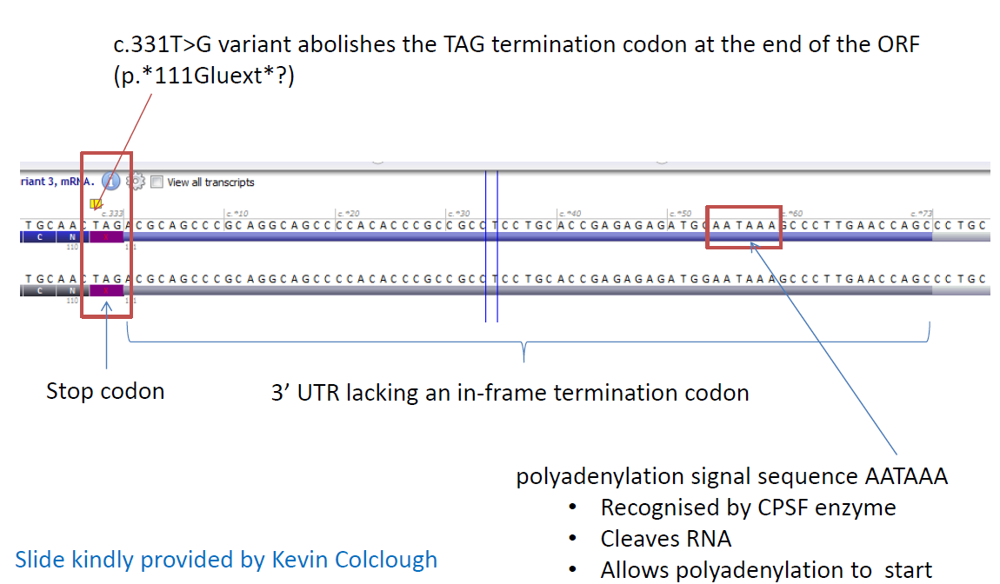 c.331T>G variant abolishes the TAG termination codon at the end of the ORF
(p.*111Gluext*?)
riant 3, mRNA. View all transcripts
c.333 c.*10 c.*20 c.*30 c.*40 c.*50 c.*60 c.*73
TGCAACTAGACGCAGCCCGCAGGCAGCCCCACACCCGCCGCCTCCTGCACCGAGAGAGATGGAATAAAGCCCTTGAACCAGCCCTGC
C N
110
TGCAACTAGACGCAGCCCGCAGGCAGCCCCACACCCGCCGCCTCCTGCACCGAGAGAGATGGAATAAAGCCCTTGAACCAGCCCTGC
C N
110
Stop codon
3’ UTR lacking an in-frame termination codon
polyadenylation signal sequence AATAAA
• Recognised by CPSF enzyme
• Cleaves RNA
• Allows polyadenylation to start
Slide kindly provided by Kevin Colclough